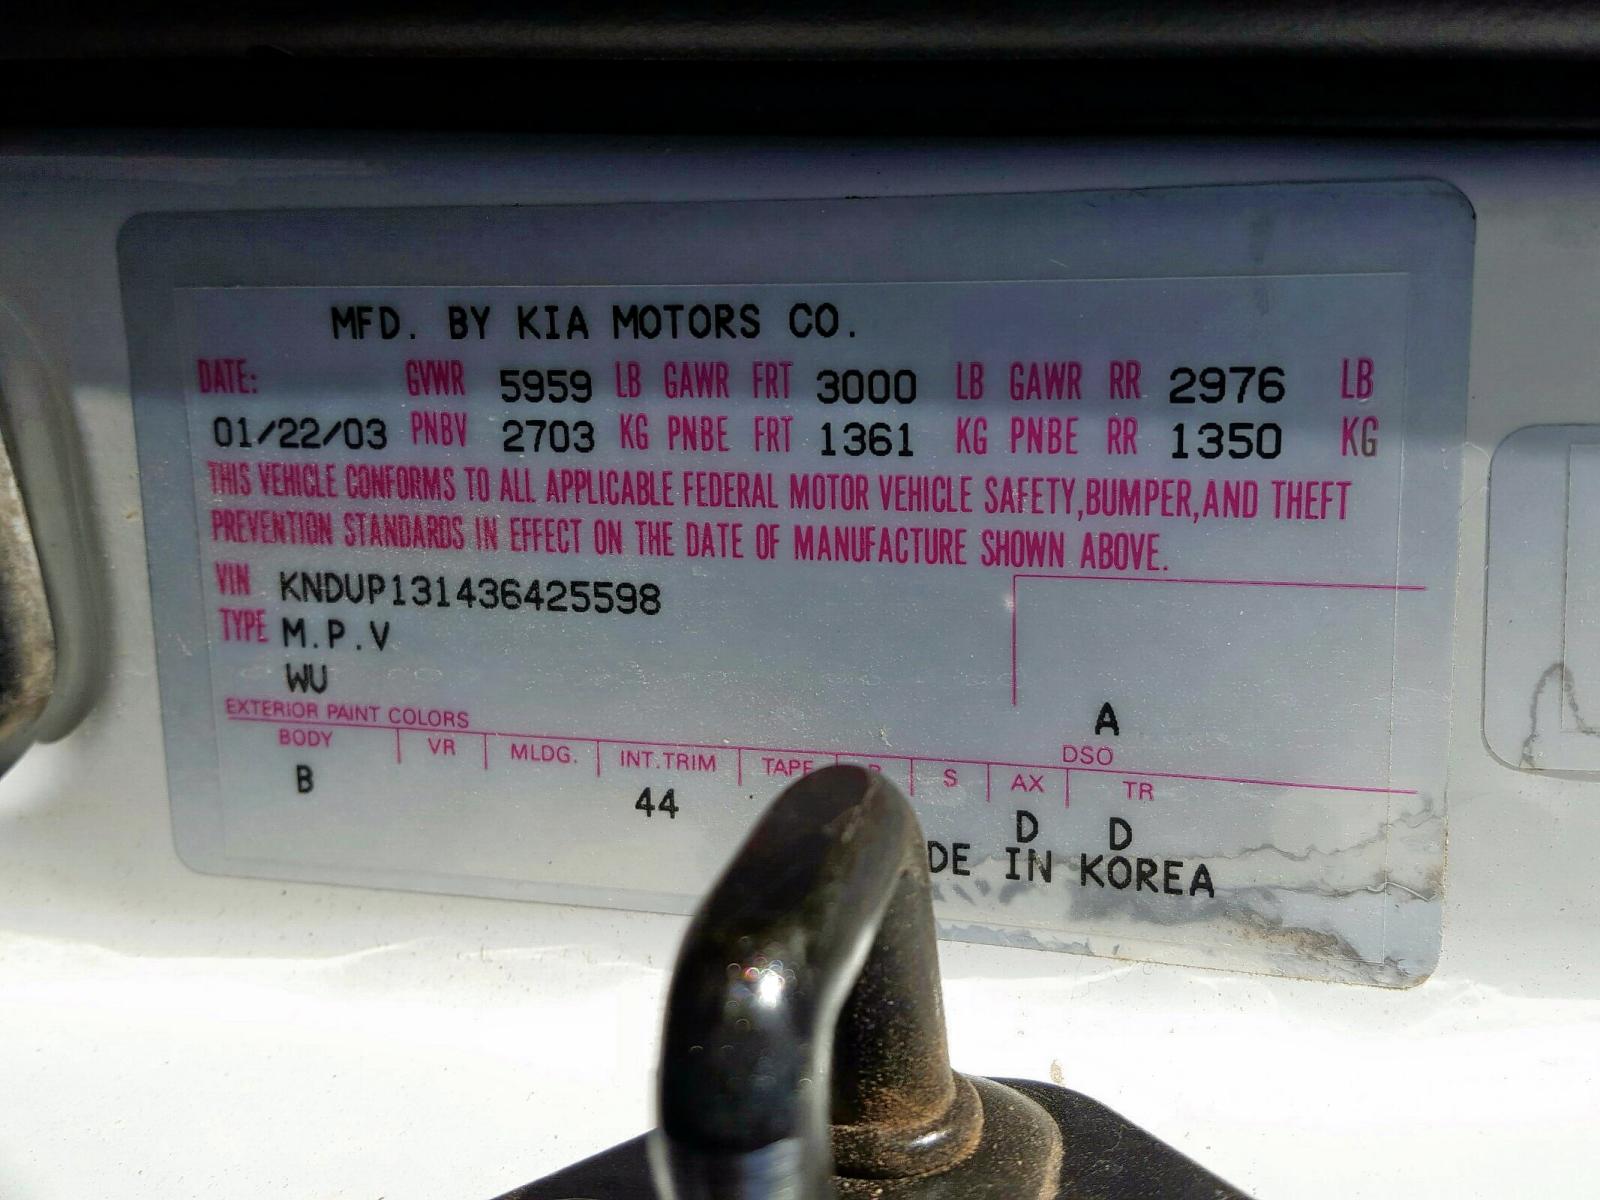 MFD. BY KIA MOTORS CO.
DATE: GVWR 5959 LB GAWR FRT 3000 LB GAWR RR 2976 LB
01/22/03 PNBV 2703 KG PNBE FRT 1361 KG PNBE RR 1350 KG
THIS VEHICLE CONFORMS TO ALL APPLICABLE FEDERAL MOTOR VEHICLE SAFETY,BUMPER,AND THEFT
PREVENTION STANDARDS IN EFFECT ON THE DATE OF MANUFACTURE SHOWN ABOVE.
VIN KNDUP131436425598
TYPE M.P.V
WU
A
EXTERIOR PAINT COLORS DSO
BODY VR MLDG. INT.TRIM TAPE S AX TR
B 44 D D
DE IN KOREA